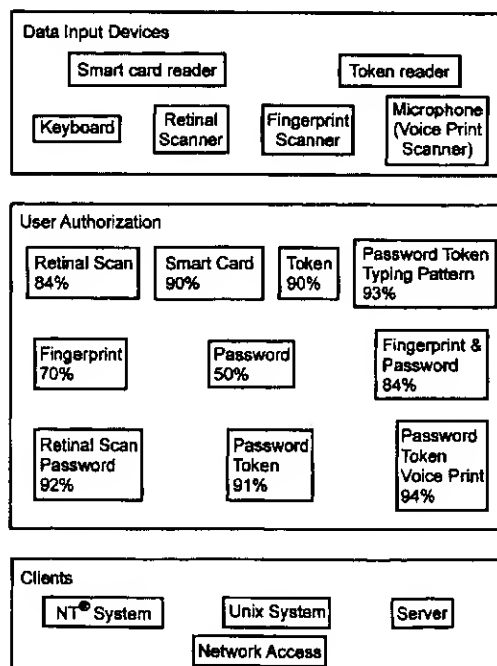 Data Input Devices
Smart card reader
Token reader
Keyboard
Retinal
Scanner
Fingerprint
Scanner
Microphone
(Voice Print
Scanner)
User Authorization
Retinal Scan
84%
Smart Card
90%
Token
90%
Password Token
Typing Pattern
93%
Fingerprint
70%
Password
50%
Fingerprint &
Password
84%
Retinal Scan
Password
92%
Password
Token
91%
Password
Token
Voice Print
94%
Clients
NT® System
Unix System
Server
Network Access